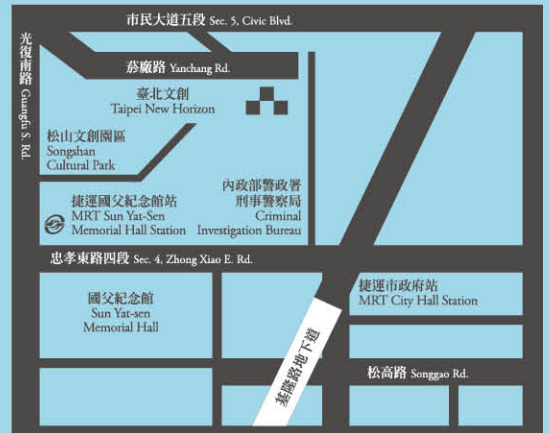 市民大道五段 Sec. 5, Civic Blvd.
光復南路 Guangfu S. Rd.
菸廠路 Yanchang Rd.
臺北文創
Taipei New Horizon
松山文創園區
Songshan
Cultural Park
捷運國父紀念館站
MRT Sun Yat-Sen
Memorial Hall Station
內政部警政署
刑事警察局
Criminal
Investigation Bureau
忠孝東路四段 Sec. 4, Zhong Xiao E. Rd.
國父紀念館
Sun Yat-sen
Memorial Hall
基隆路地下道
捷運市政府站
MRT City Hall Station
松高路 Songgao Rd.